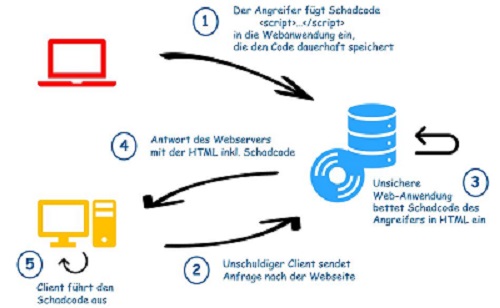 1
Der Angreifer fügt Schadcode
<script>...</script>
in die Webanwendung ein,
die den Code dauerhaft speichert
4
Antwort des Webservers
mit der HTML inkl. Schadcode
3
Unsichere
Web-Anwendung
bettet Schadcode des
Angreifers in HTML ein
5
Client führt den
Schadcode aus
2
Unschuldiger Client sendet
Anfrage nach der Webseite